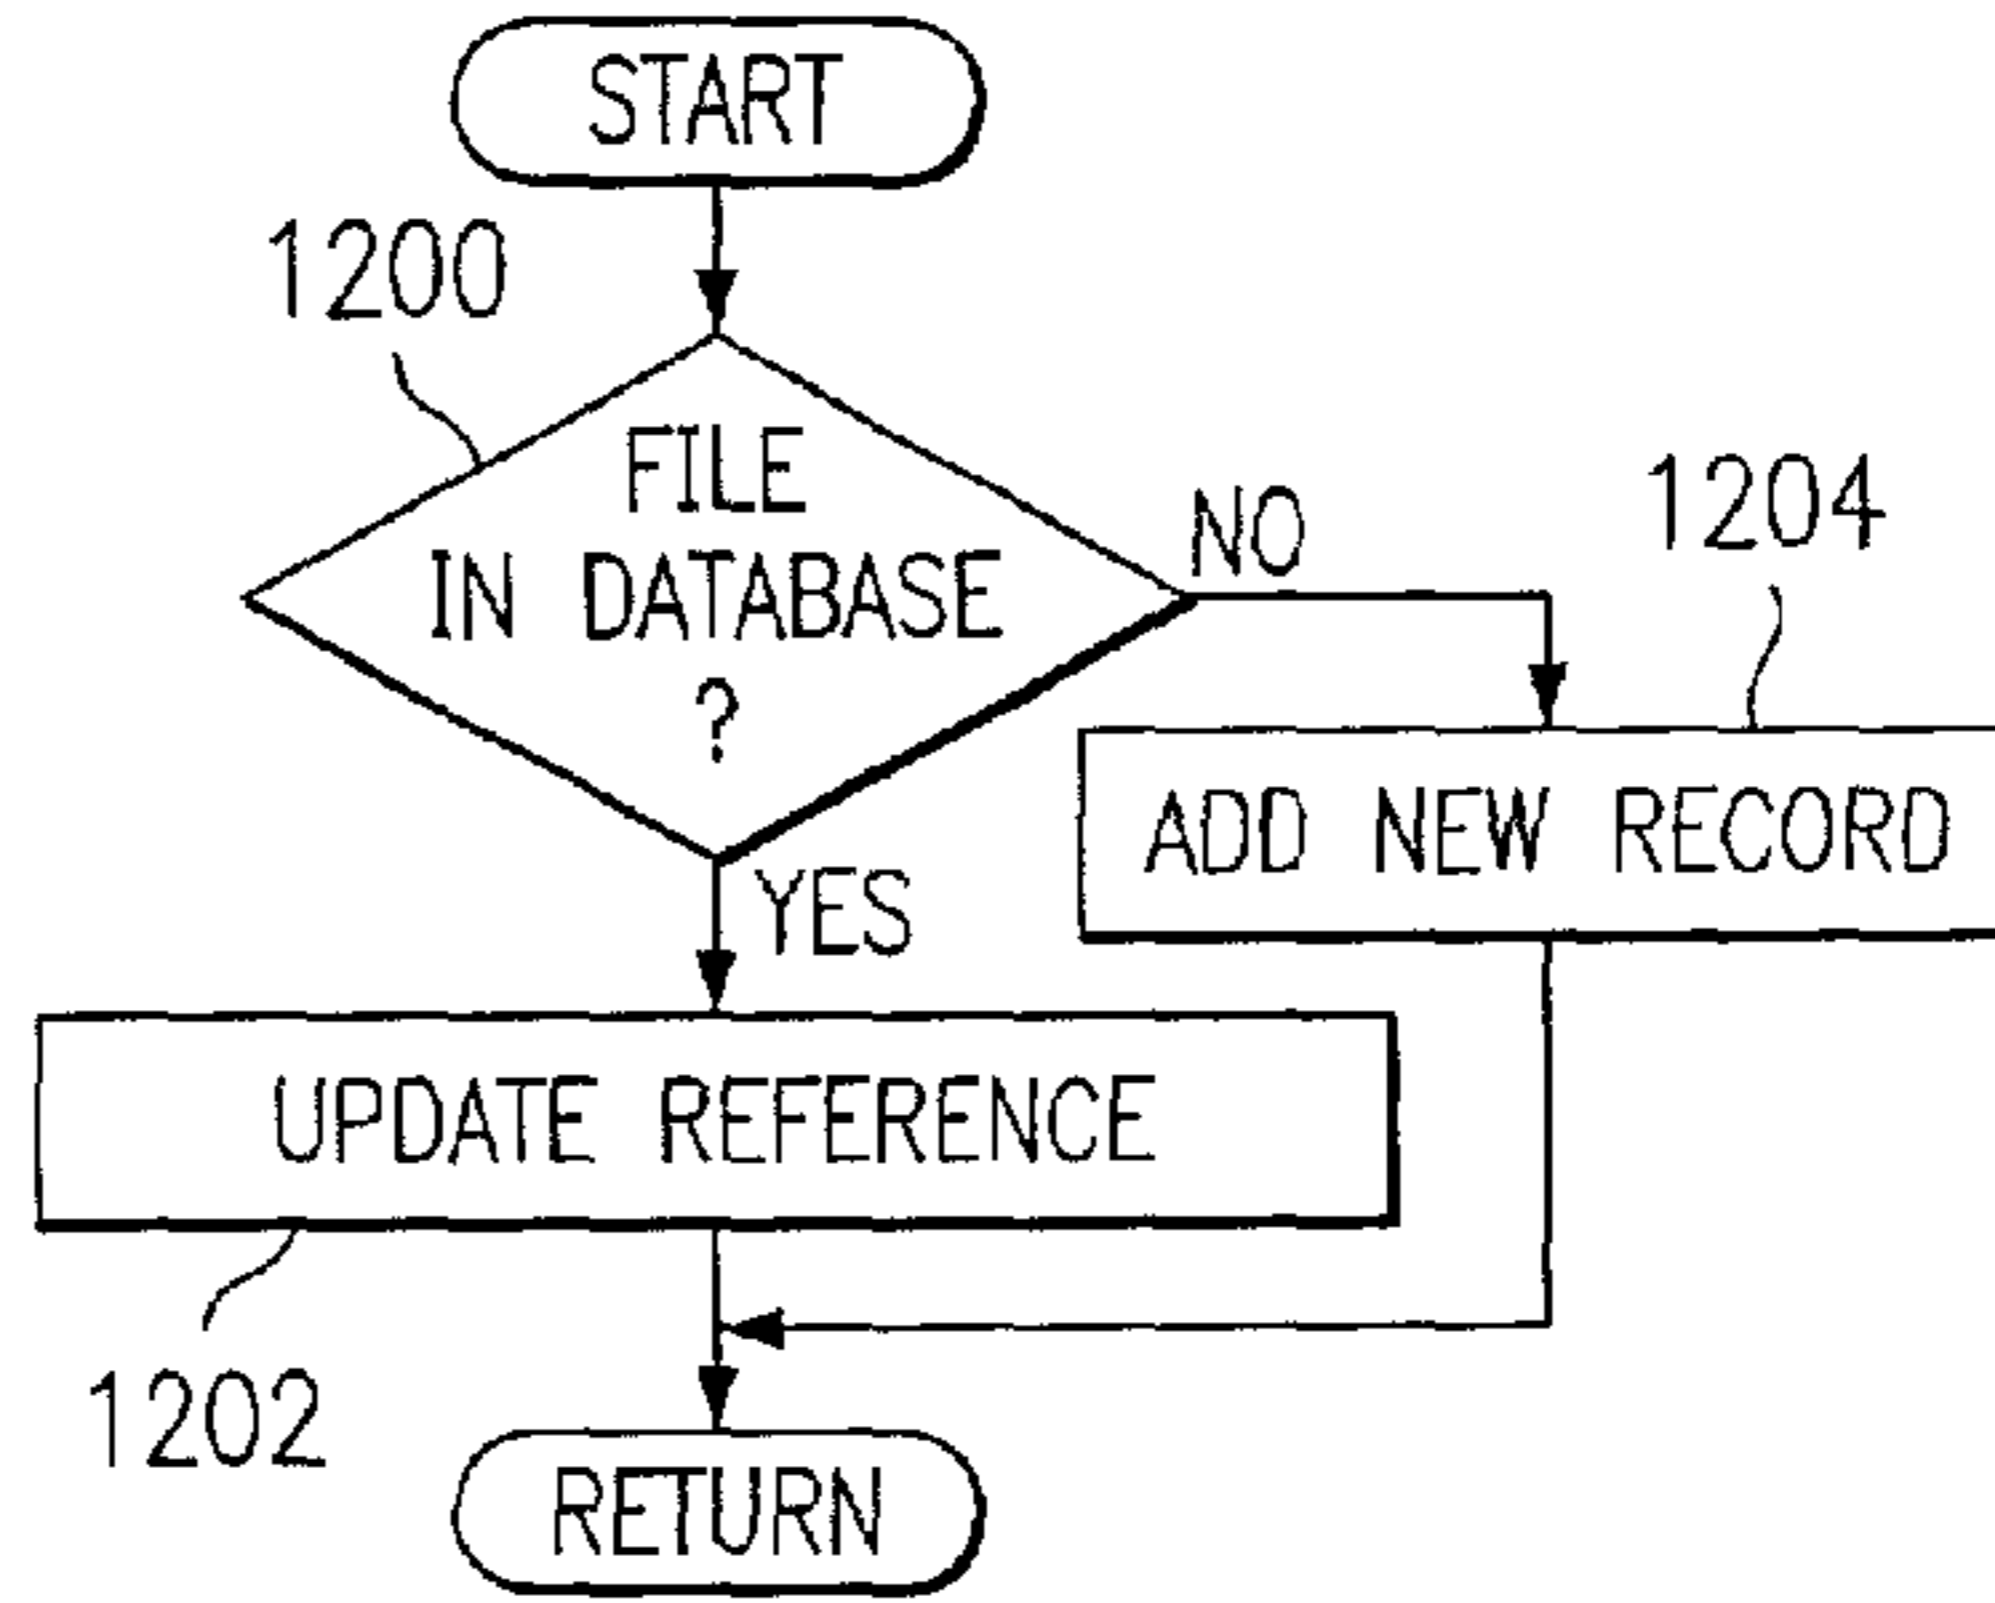 START
1200
FILE
IN DATABASE
?
NO
1204
ADD NEW RECORD
YES
UPDATE REFERENCE
1202
RETURN